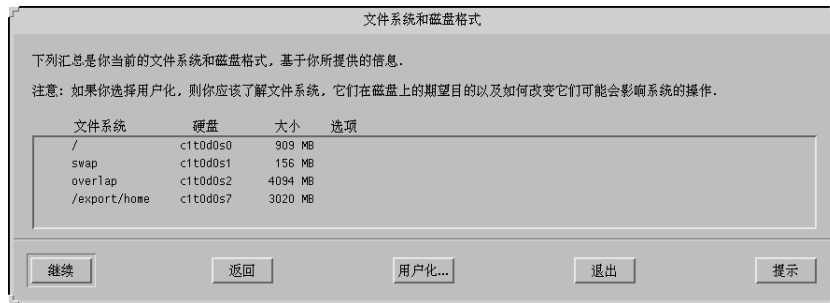 文件系统和磁盘格式
下列汇总是你当前的文件系统和磁盘格式，基于你所提供的信息.
注意：如果你选择用户化，则你应该了解文件系统，它们在磁盘上的期望目的以及如何改变它们可能会影响系统的操作.
文件系统 硬盘 大小 选项
/ c1t0d0s0 909 MB
swap c1t0d0s1 156 MB
overlap c1t0d0s2 4094 MB
/export/home c1t0d0s7 3020 MB
继续 返回 用户化... 退出 提示